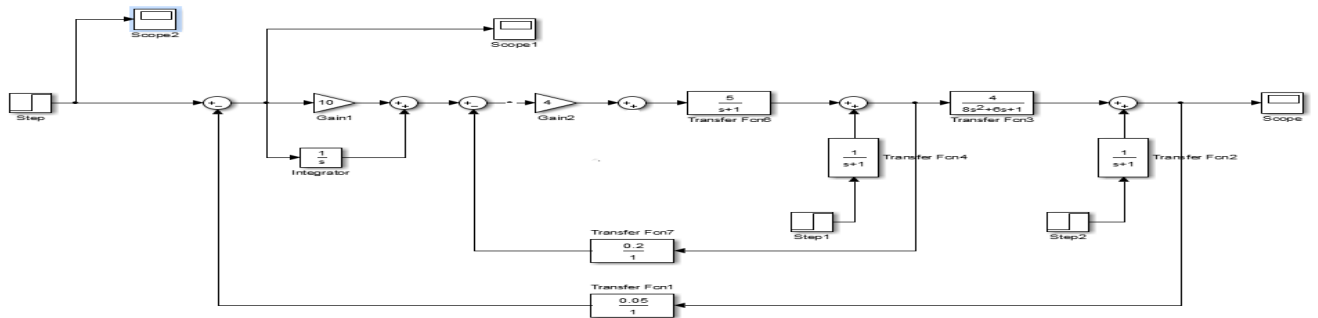 Scope2
Scope1
Step
10
Gain1
1
s
Integrator
4
Gain2
5
s+1
Transfer Fcn6
4
8s²+6s+1
Transfer Fcn3
Scope
1
s+1
Transfer Fcn4
1
s+1
Transfer Fcn2
Step1
Step2
Transfer Fcn7
0.2
1
Transfer Fcn1
0.05
1